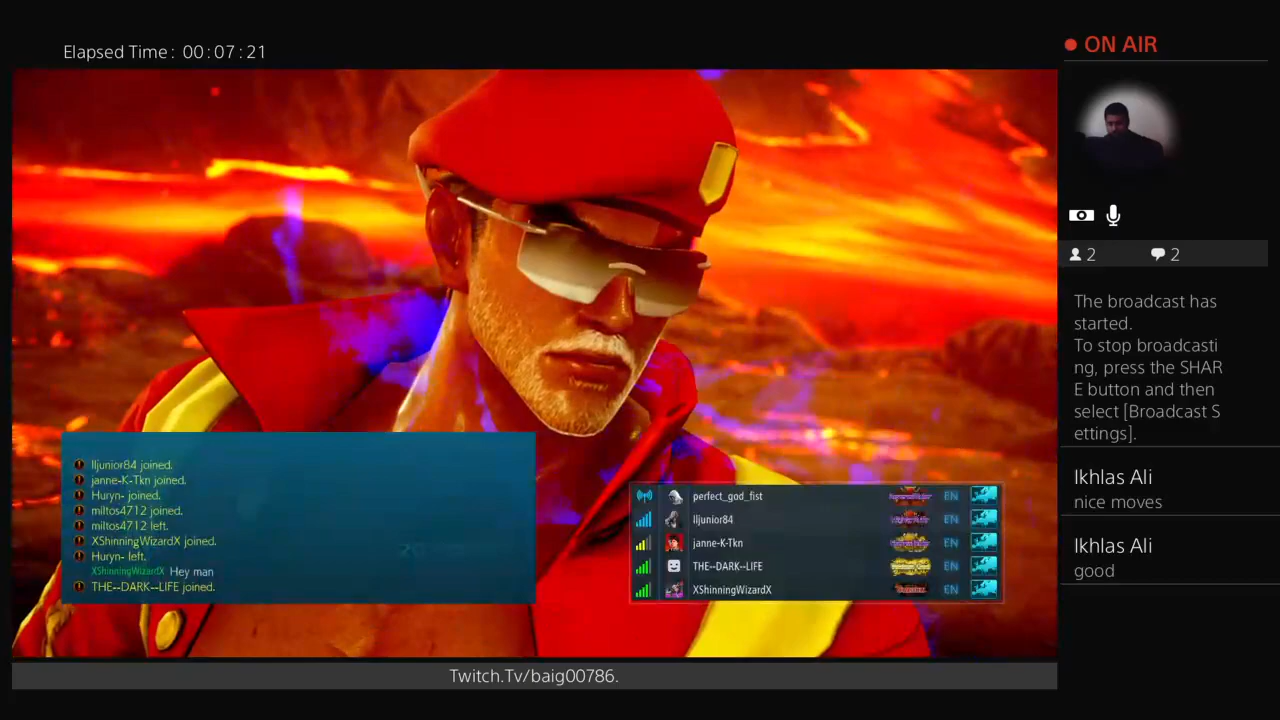 Elapsed Time: 00:07:21
ON AIR
2
2
The broadcast has
started.
To stop broadcasti
ng, press the SHAR
E button and then
select [Broadcast S
ettings].
Ikhlas Ali
nice moves
Ikhlas Ali
good
lljunior84 joined.
janne-K-Tkn joined.
Huryn- joined.
miltos4712 joined.
miltos4712 left.
XShinningWizardX joined.
Huryn- left.
XShinningWizardX Hey man
THE--DARK--LIFE joined.
perfect_god_fist EN
lljunior84 EN
janne-K-Tkn EN
THE--DARK--LIFE EN
XShinningWizardX EN
Twitch.Tv/baig00786.